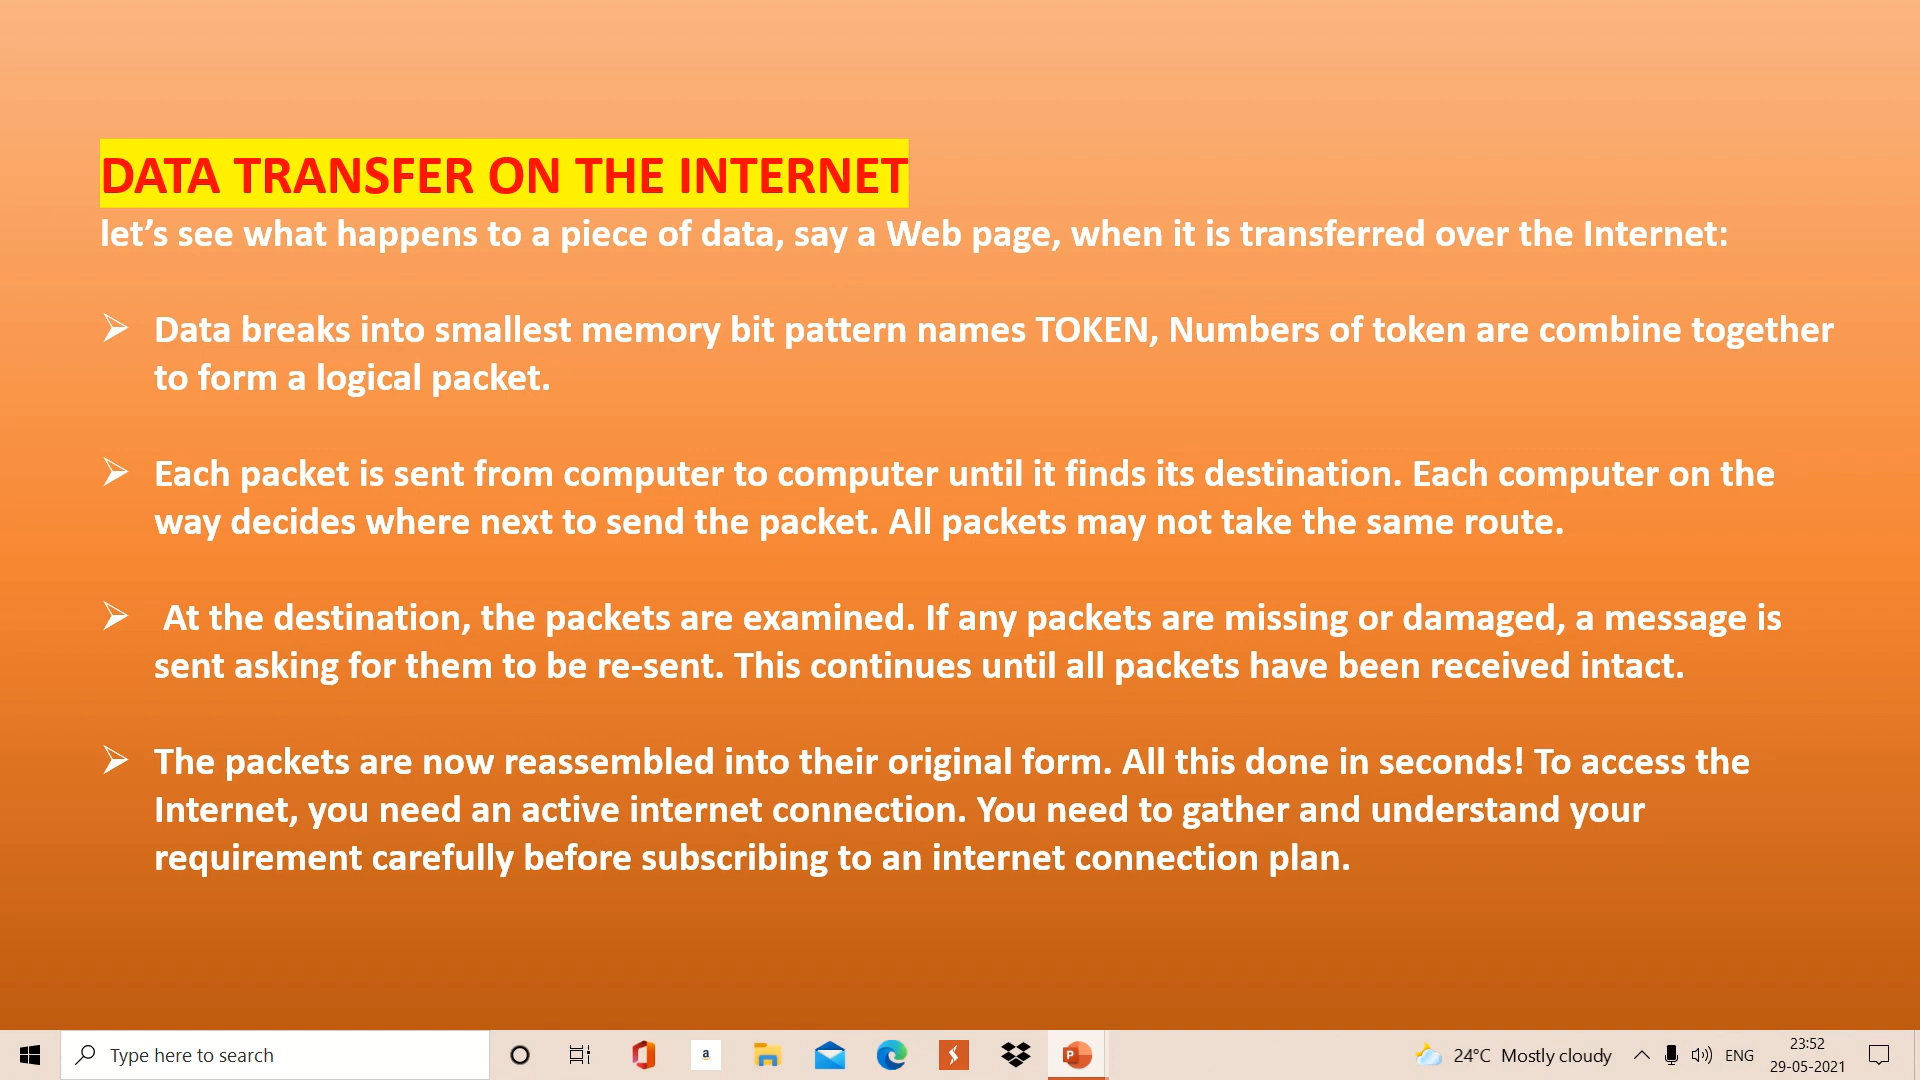 DATA TRANSFER ON THE INTERNET
let’s see what happens to a piece of data, say a Web page, when it is transferred over the Internet:
Data breaks into smallest memory bit pattern names TOKEN, Numbers of token are combine together
to form a logical packet.
Each packet is sent from computer to computer until it finds its destination. Each computer on the
way decides where next to send the packet. All packets may not take the same route.
At the destination, the packets are examined. If any packets are missing or damaged, a message is
sent asking for them to be re-sent. This continues until all packets have been received intact.
The packets are now reassembled into their original form. All this done in seconds! To access the
Internet, you need an active internet connection. You need to gather and understand your
requirement carefully before subscribing to an internet connection plan.
Type here to search
a
P
24°C Mostly cloudy
ENG
23:52
29-05-2021